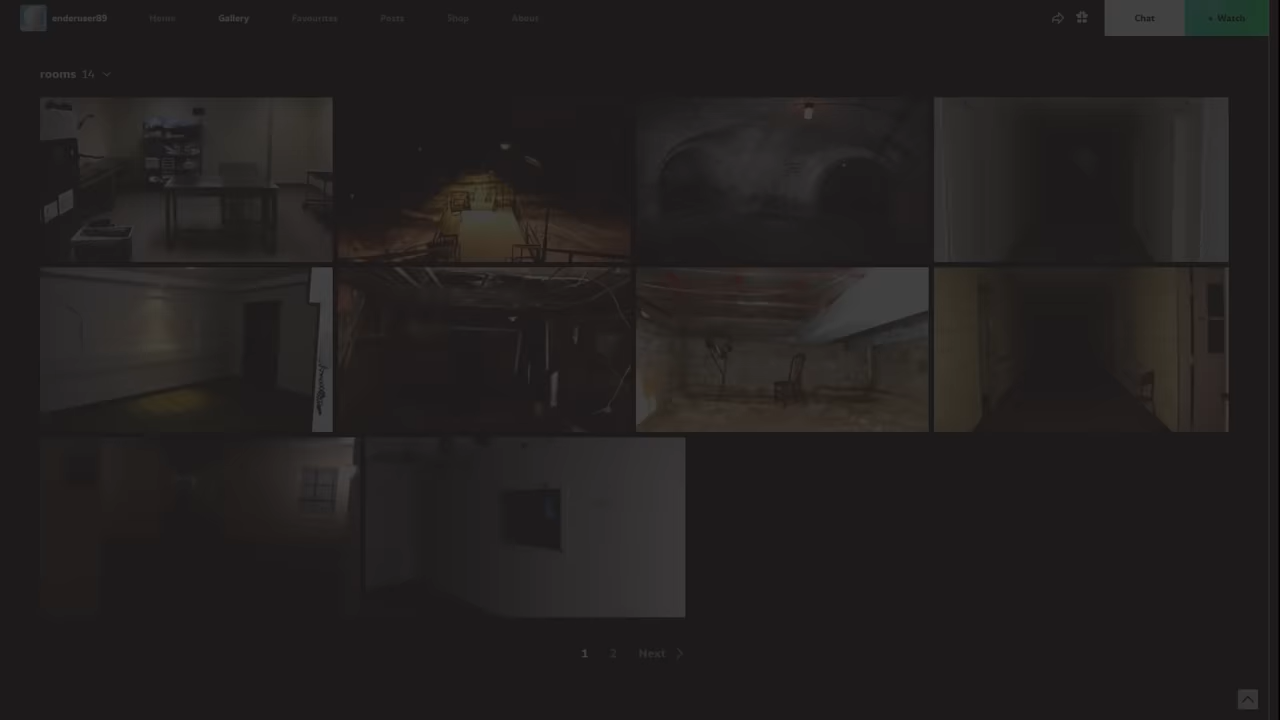 enderuser89 Home Gallery Favourites Posts Shop About Chat + Watch
rooms 14
1 2 Next